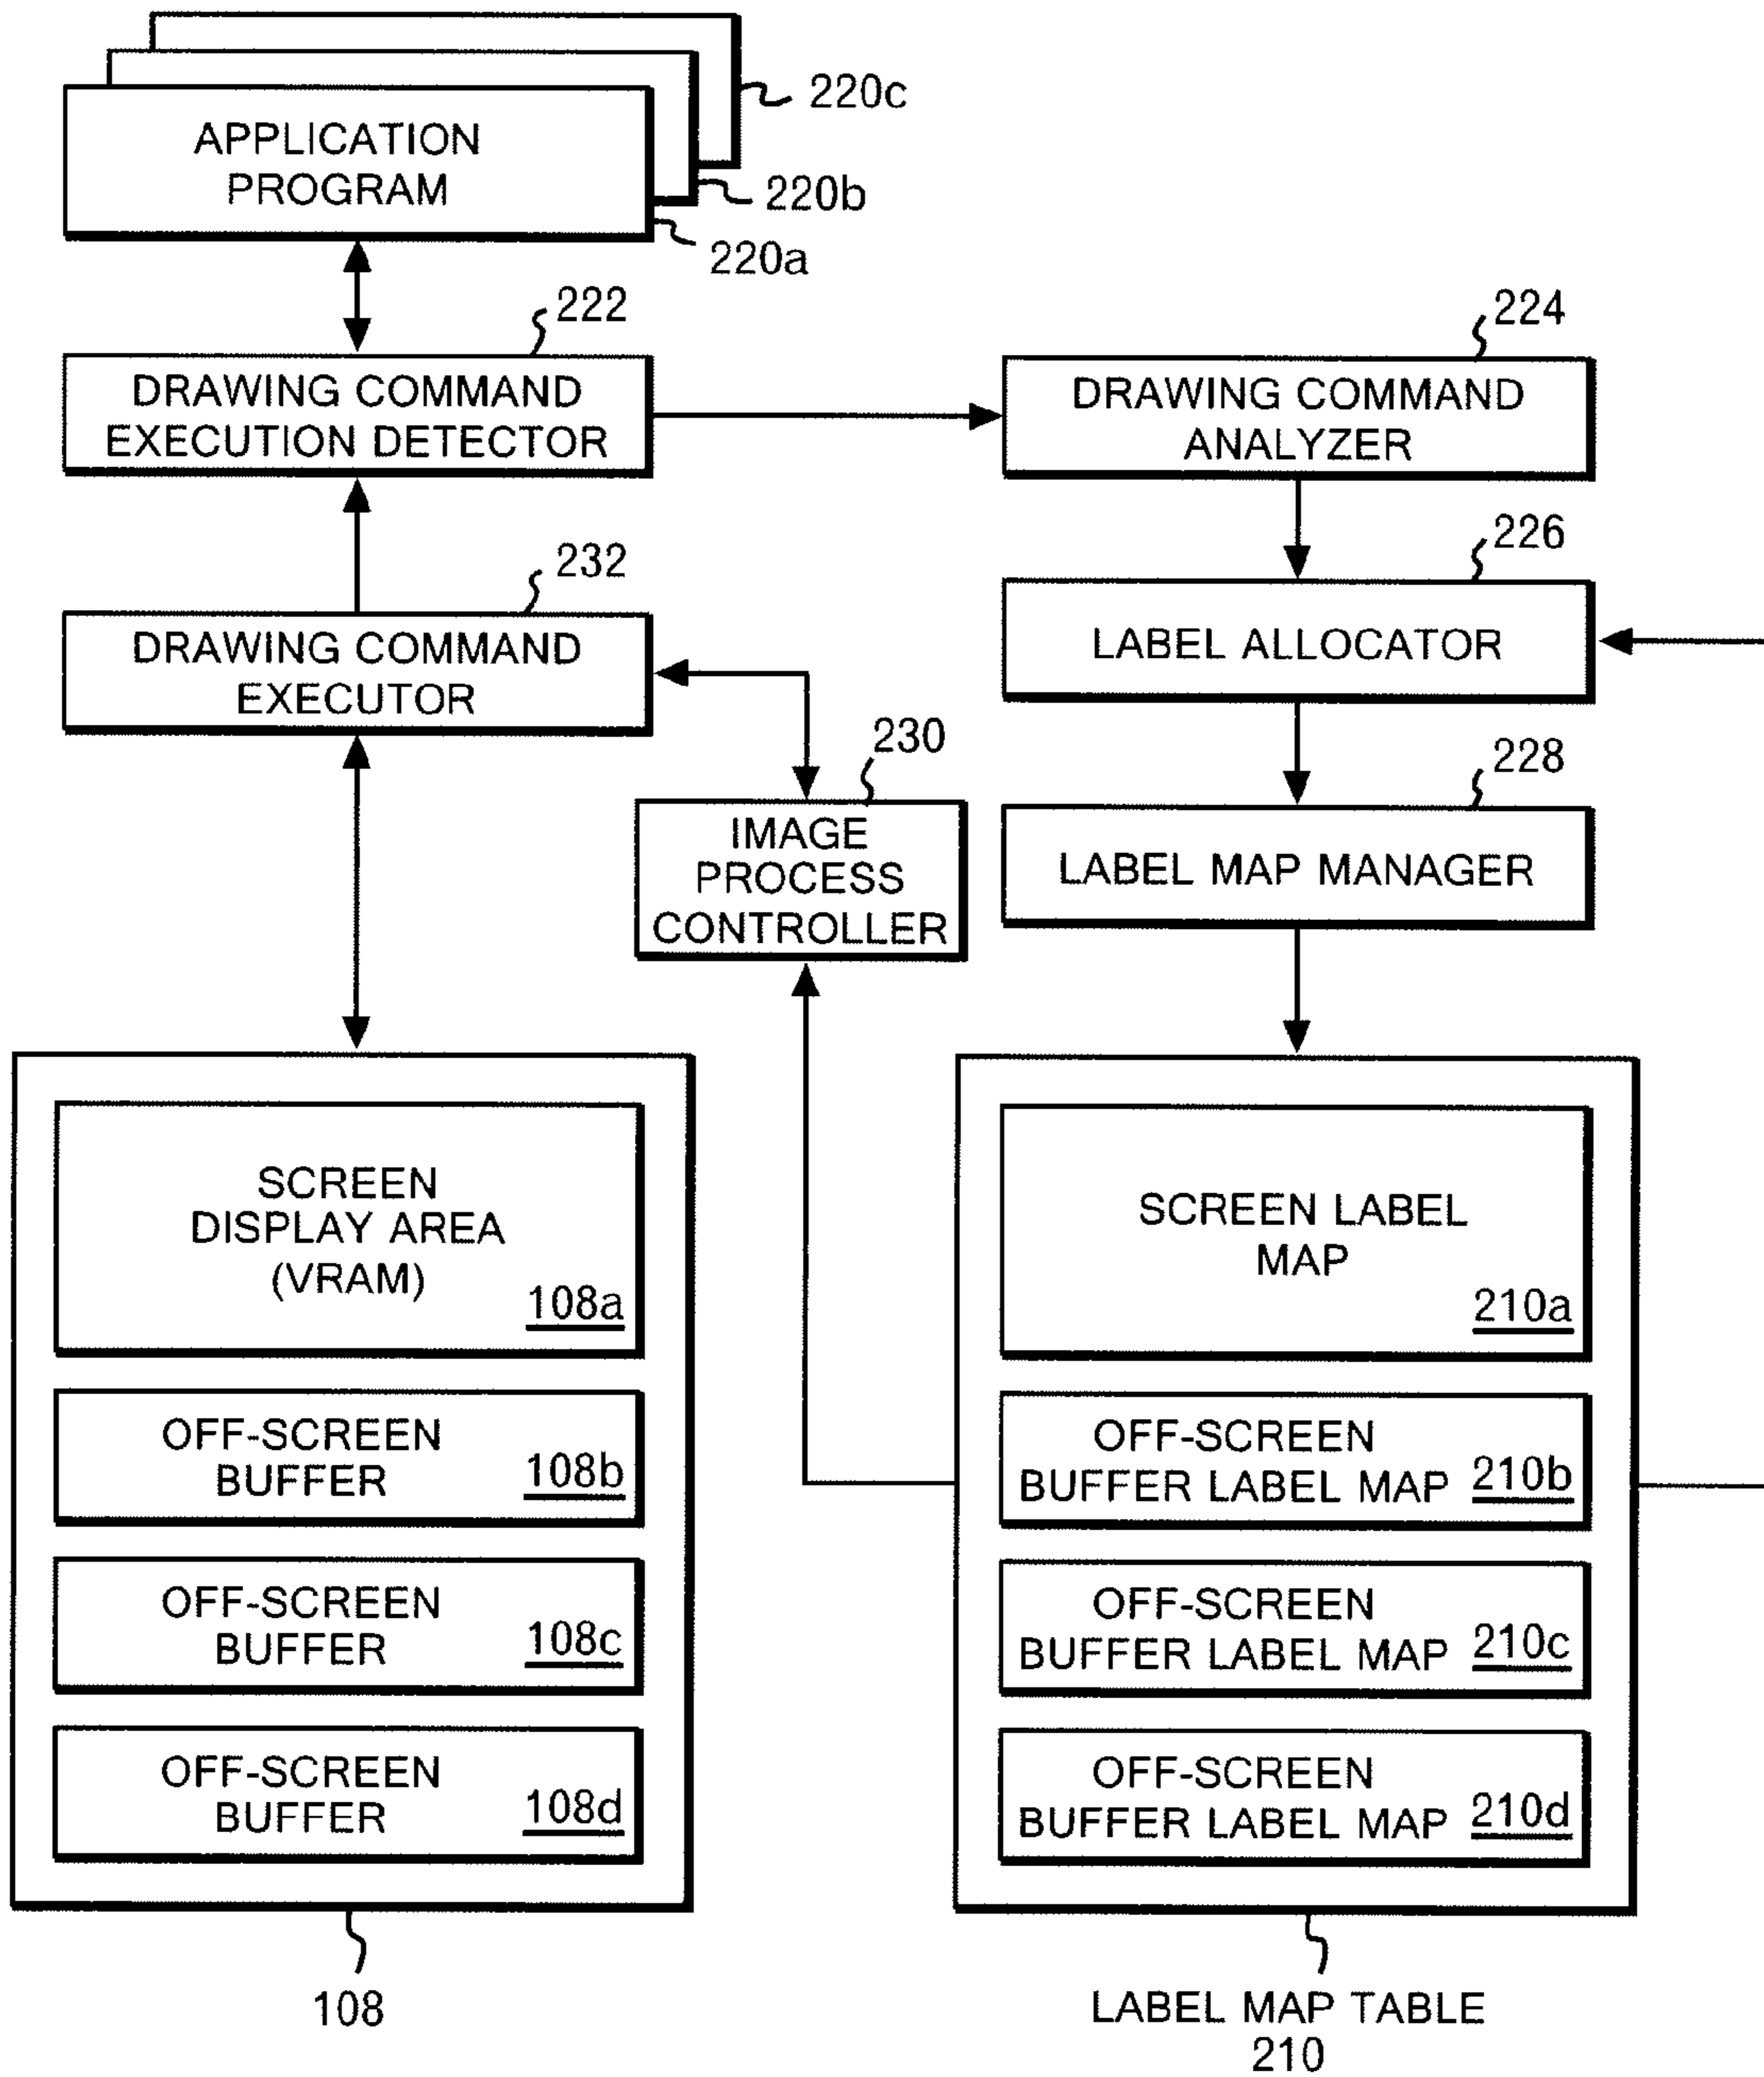 220c
APPLICATION
PROGRAM
220b
220a
222
DRAWING COMMAND
EXECUTION DETECTOR
224
DRAWING COMMAND
ANALYZER
232
DRAWING COMMAND
EXECUTOR
226
LABEL ALLOCATOR
230
IMAGE
PROCESS
CONTROLLER
228
LABEL MAP MANAGER
SCREEN
DISPLAY AREA
(VRAM)
108a
OFF-SCREEN
BUFFER
108b
OFF-SCREEN
BUFFER
108c
OFF-SCREEN
BUFFER
108d
108
SCREEN LABEL
MAP
210a
OFF-SCREEN
BUFFER LABEL MAP
210b
OFF-SCREEN
BUFFER LABEL MAP
210c
OFF-SCREEN
BUFFER LABEL MAP
210d
LABEL MAP TABLE
210